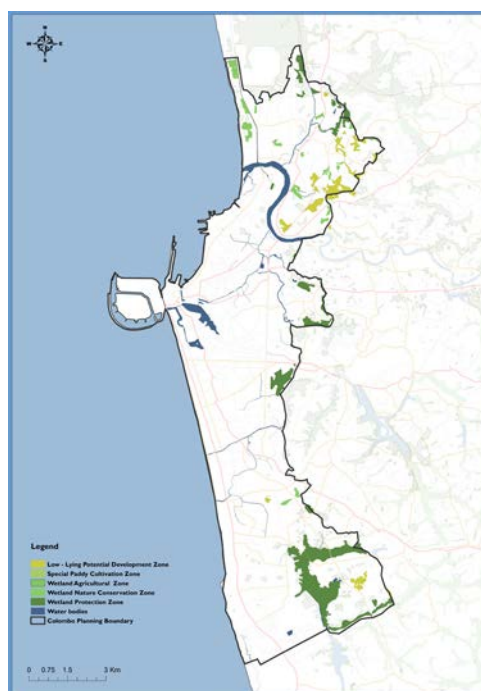 N
W E
S
Legend
Low - Lying Potential Development Zone
Special Paddy Cultivation Zone
Wetland Agricultural Zone
Wetland Nature Conservation Zone
Wetland Protection Zone
Water bodies
Colombo Planning Boundary
0 0.75 1.5 3 Km